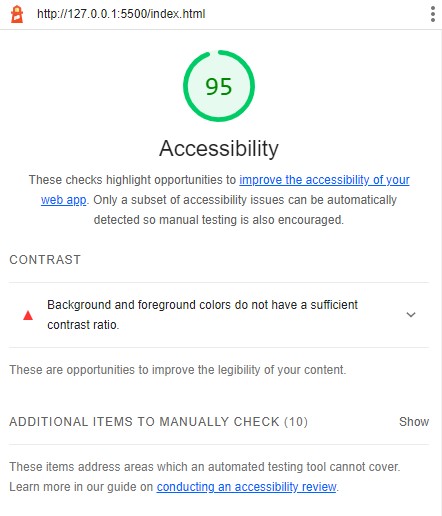 http://127.0.0.1:5500/index.html
95
Accessibility
These checks highlight opportunities to improve the accessibility of your
web app. Only a subset of accessibility issues can be automatically
detected so manual testing is also encouraged.
CONTRAST
Background and foreground colors do not have a sufficient
contrast ratio.
These are opportunities to improve the legibility of your content.
ADDITIONAL ITEMS TO MANUALLY CHECK (10) Show
These items address areas which an automated testing tool cannot cover.
Learn more in our guide on conducting an accessibility review.